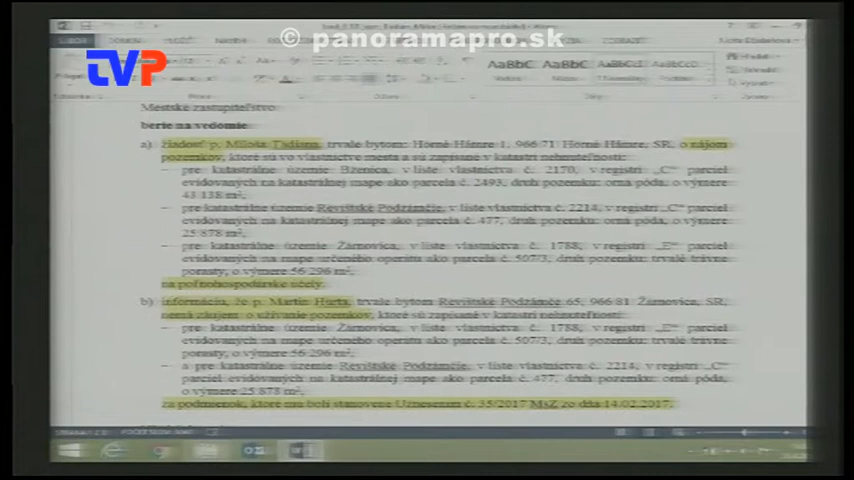 © panoramapro.sk
TVP
AaBbC AaBbC AaBbCcI AaBbCc
Mestské zastupiteľstvo
berie na vedomie
a) žiadosť p. Miloša Tadiana, trvale bytom: Horné Hámre 1, 966 71 Horné Hámre, SR, o nájom
pozemkov, ktoré sú vo vlastníctve mesta a sú zapísané v katastri nehnuteľností:
– pre katastrálne územie Bzenica, v liste vlastníctva č. 2170, v registri „C“ parciel
evidovaných na katastrálnej mape ako parcela č. 2493, druh pozemku: orná pôda, o výmere
43 138 m²,
– pre katastrálne územie Revištské Podzámčie, v liste vlastníctva č. 2214, v registri „C“ parciel
evidovaných na katastrálnej mape ako parcela č. 477, druh pozemku: orná pôda, o výmere
25 878 m²,
– pre katastrálne územie Žarnovica, v liste vlastníctva č. 1788, v registri „E“ parciel
evidovaných na mape určeného operátu ako parcela č. 507/3, druh pozemku: trvalé trávne
porasty, o výmere 56 296 m²,
na poľnohospodárske účely.
b) informáciu, že p. Martin Hurta, trvale bytom Revištské Podzámčie 65, 966 81 Žarnovica, SR,
nemá záujem o užívanie pozemkov, ktoré sú zapísané v katastri nehnuteľností:
– pre katastrálne územie Žarnovica, v liste vlastníctva č. 1788, v registri „E“ parciel
evidovaných na mape určeného operátu ako parcela č. 507/3, druh pozemku: trvalé trávne
porasty, o výmere 56 296 m²,
– a pre katastrálne územie Revištské Podzámčie, v liste vlastníctva č. 2214, v registri „C“
parciel evidovaných na katastrálnej mape ako parcela č. 477, druh pozemku: orná pôda,
o výmere 25 878 m²,
za podmienok, ktoré mu boli stanovené Uznesením č. 35/2017 MsZ zo dňa 14.02.2017.